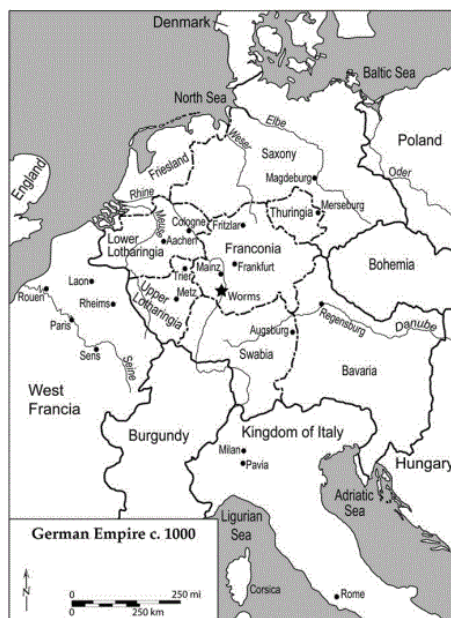 Denmark
Baltic Sea
North Sea
Elbe
Weser
Saxony
Poland
Oder
England
Friesland
Magdeburg
Rhine
Thuringia
Merseburg
Meuse
Cologne
Fritzlar
Lower
Lotharingia
Aachen
Franconia
Bohemia
Mainz
Frankfurt
Trier
Laon
Metz
Worms
Upper
Lotharingia
Rouen
Rheims
Paris
Regensburg
Danube
Augsburg
Sens
Seine
Swabia
Bavaria
West
Francia
Burgundy
Kingdom of Italy
Hungary
Milan
Pavia
Adriatic
Sea
Ligurian
Sea
German Empire c. 1000
Corsica
Rome
N
0 250 mi
0 250 km